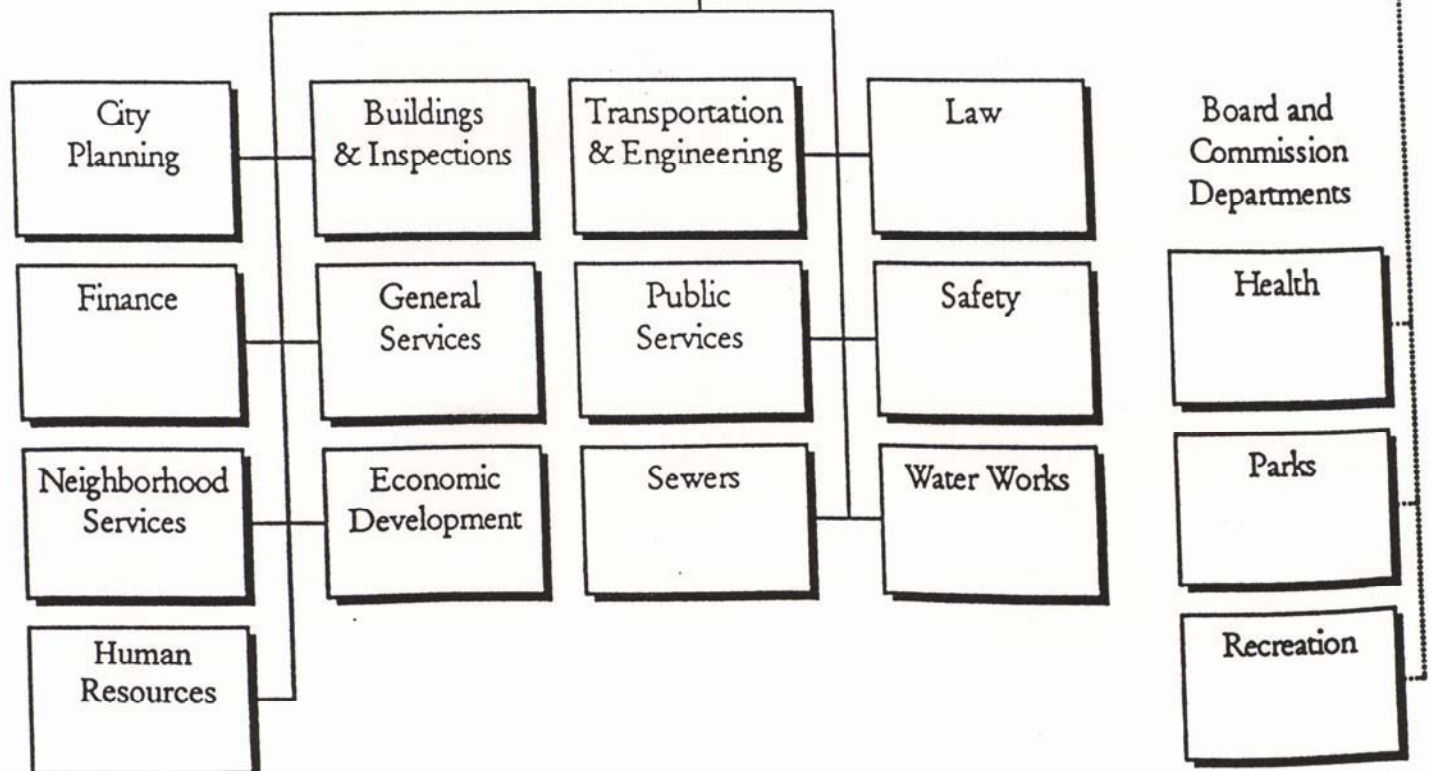 City
Planning
Buildings
& Inspections
Transportation
& Engineering
Law
Board and
Commission
Departments
Finance
General
Services
Public
Services
Safety
Health
Neighborhood
Services
Economic
Development
Sewers
Water Works
Parks
Human
Resources
Recreation